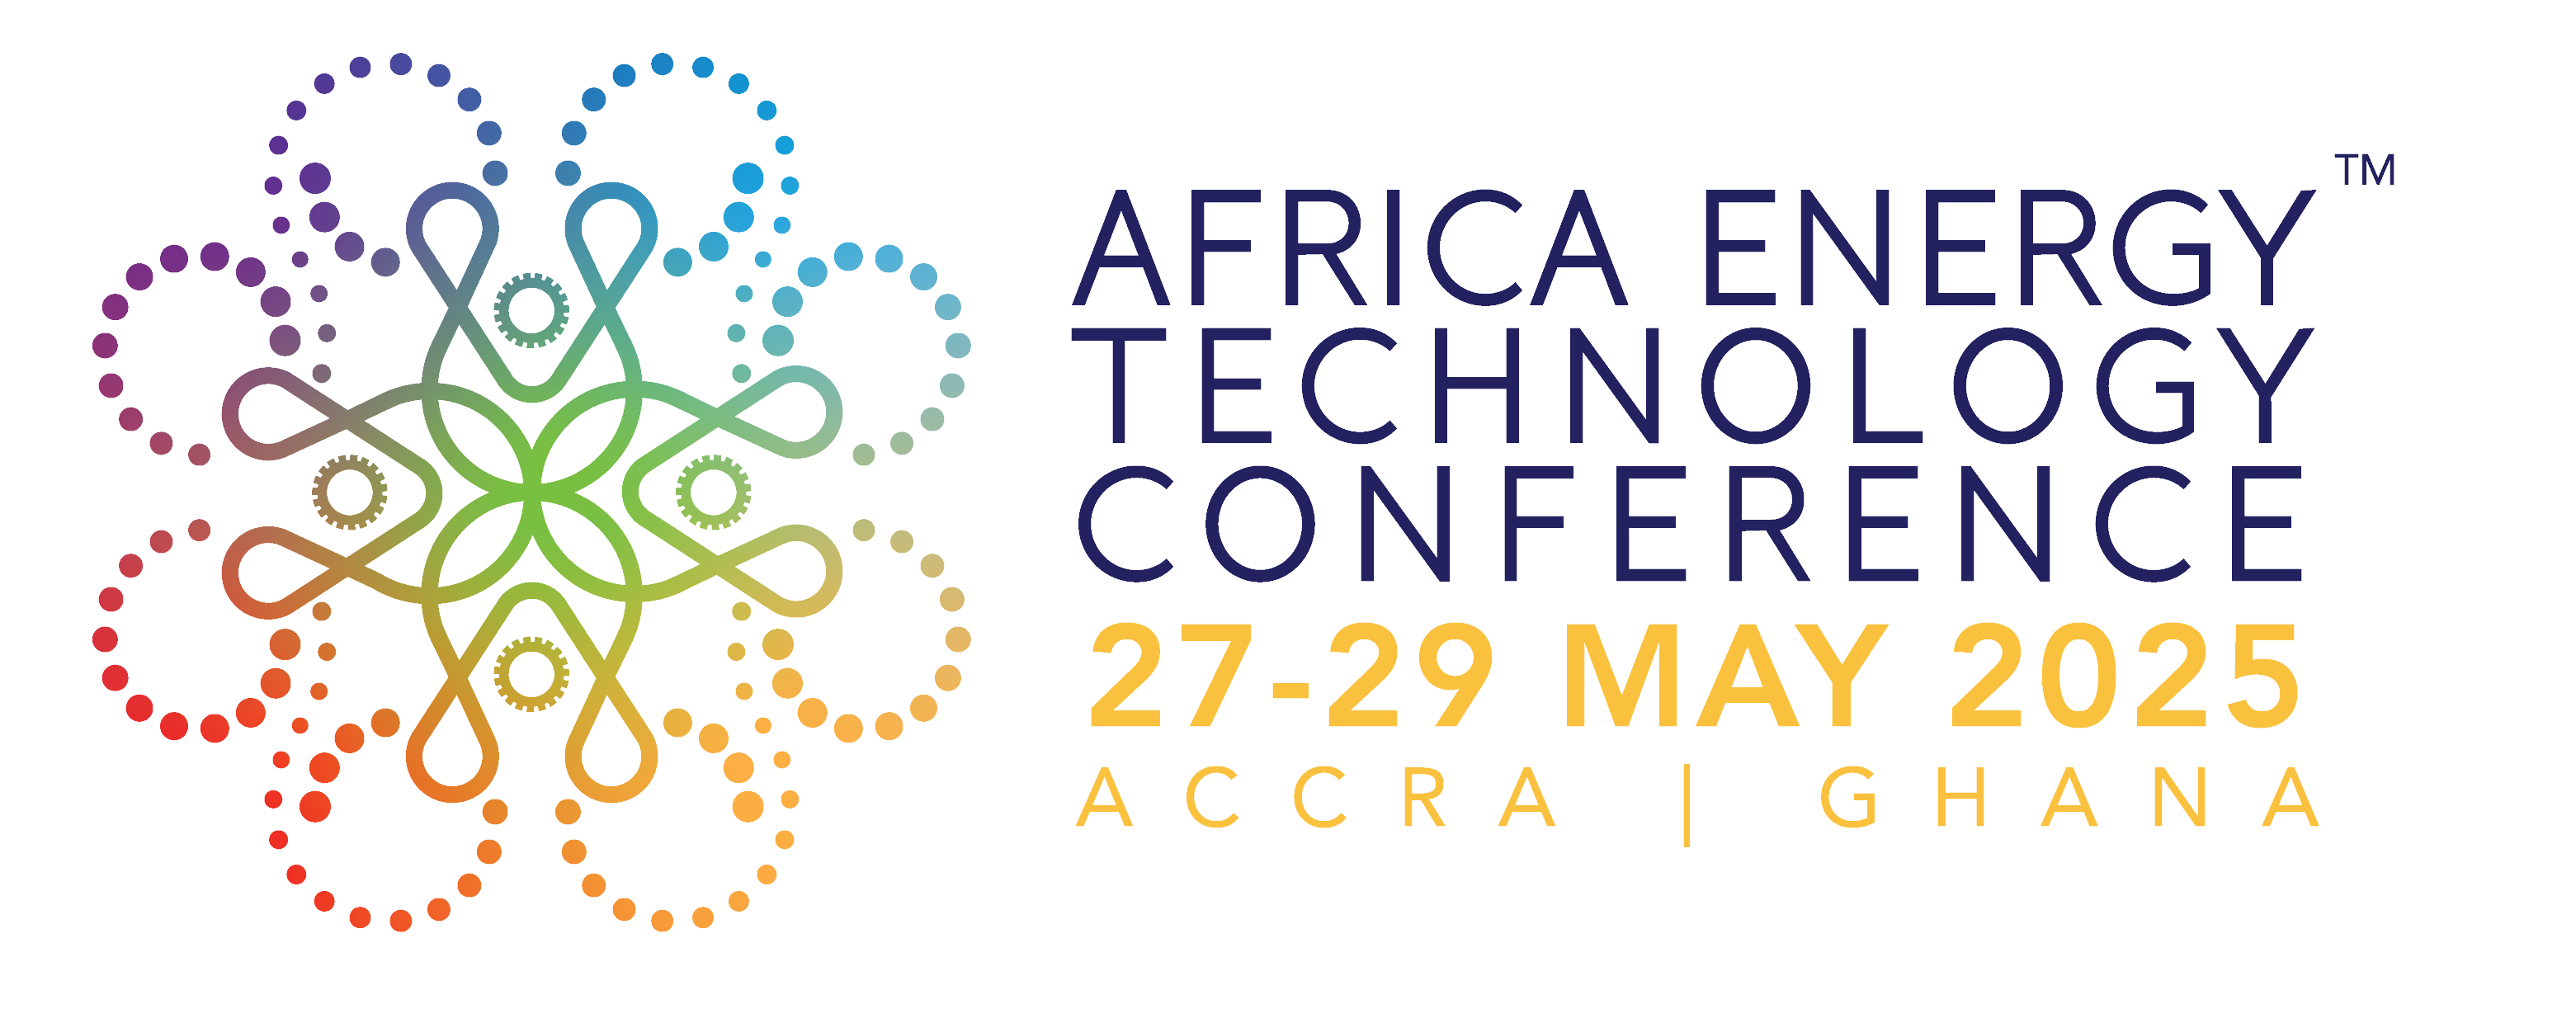 AFRICA ENERGY™
TECHNOLOGY
CONFERENCE
27-29 MAY 2025
ACCRA | GHANA